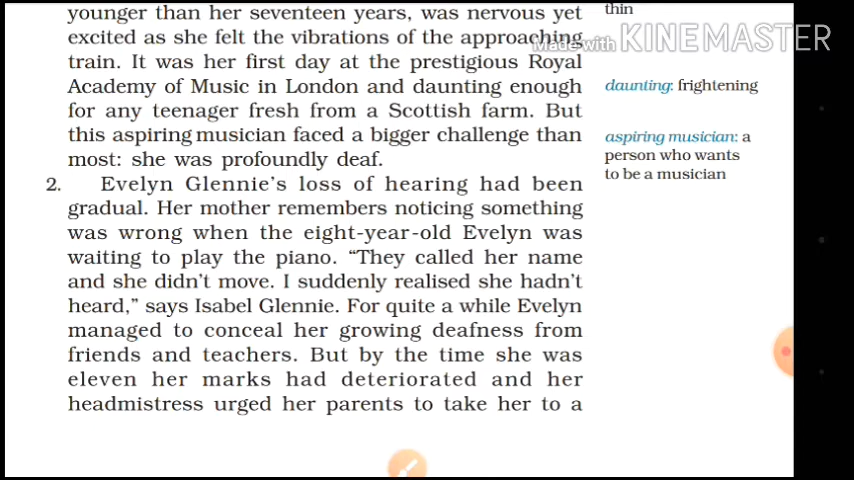 younger than her seventeen years, was nervous yet
thin
excited as she felt the vibrations of the approaching
Made with KINEMASTER
train. It was her first day at the prestigious Royal
Academy of Music in London and daunting enough
daunting: frightening
for any teenager fresh from a Scottish farm. But
this aspiring musician faced a bigger challenge than
aspiring musician: a
person who wants
to be a musician
most: she was profoundly deaf.
2. Evelyn Glennie's loss of hearing had been
gradual. Her mother remembers noticing something
was wrong when the eight-year-old Evelyn was
waiting to play the piano. “They called her name
and she didn't move. I suddenly realised she hadn't
heard,” says Isabel Glennie. For quite a while Evelyn
managed to conceal her growing deafness from
friends and teachers. But by the time she was
eleven her marks had deteriorated and her
headmistress urged her parents to take her to a